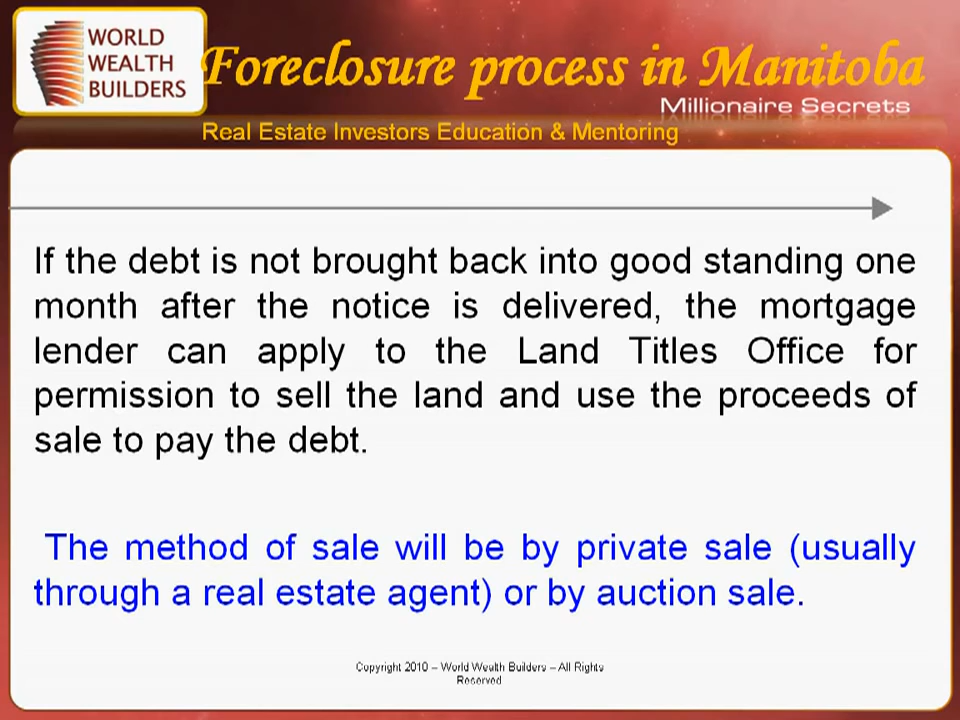 WORLD
WEALTH
BUILDERS
Foreclosure process in Manitoba
Millionaire Secrets
Real Estate Investors Education & Mentoring
If the debt is not brought back into good standing one
month after the notice is delivered, the mortgage
lender can apply to the Land Titles Office for
permission to sell the land and use the proceeds of
sale to pay the debt.
The method of sale will be by private sale (usually
through a real estate agent) or by auction sale.
Copyright 2010 – World Wealth Builders – All Rights
Reserved